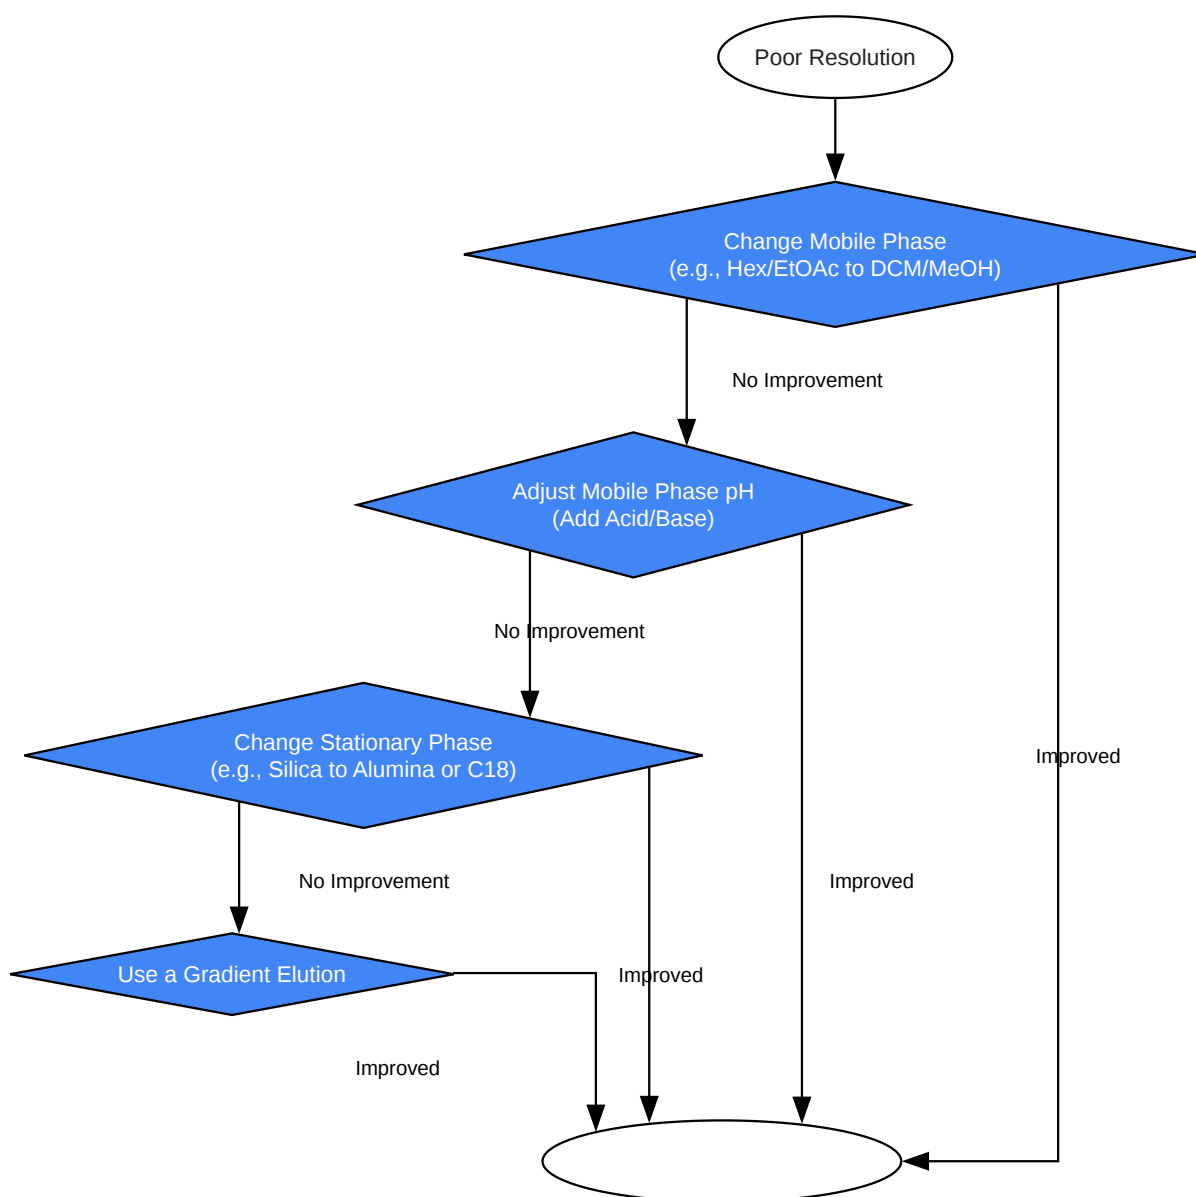 Poor Resolution
Change Mobile Phase
(e.g., Hex/EtOAc to DCM/MeOH)
No Improvement
Adjust Mobile Phase pH
(Add Acid/Base)
No Improvement
Change Stationary Phase
(e.g., Silica to Alumina or C18)
Improved
No Improvement
Improved
Use a Gradient Elution
Improved
Improved